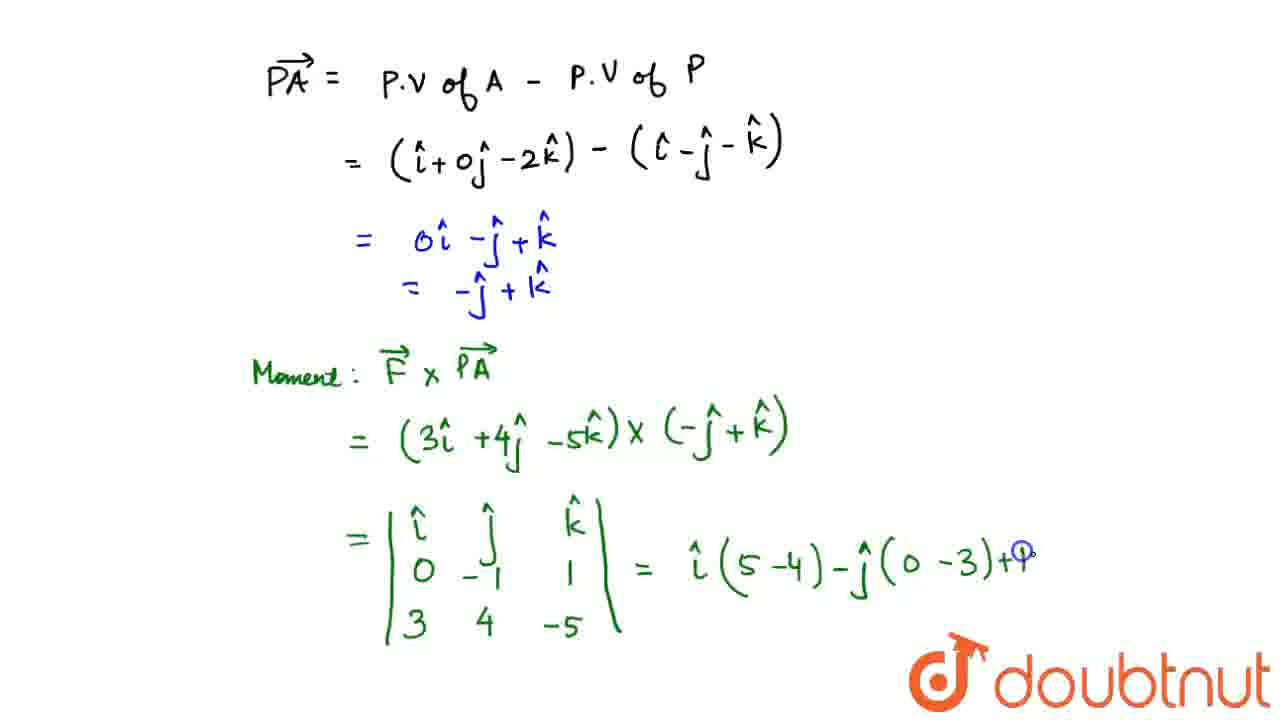 PA⃗ = P.V of A - P.V of P
= (î + 0ĵ - 2k̂) - (î - ĵ - k̂)
= 0î - ĵ + k̂
= -ĵ + k̂
Moment: F⃗ × PA⃗
= (3î + 4ĵ - 5k̂) × (-ĵ + k̂)
= | î ĵ k̂ |
| 0 -1 1 | = î (5 - 4) - ĵ (0 - 3) +
| 3 4 -5 |
doubtnut